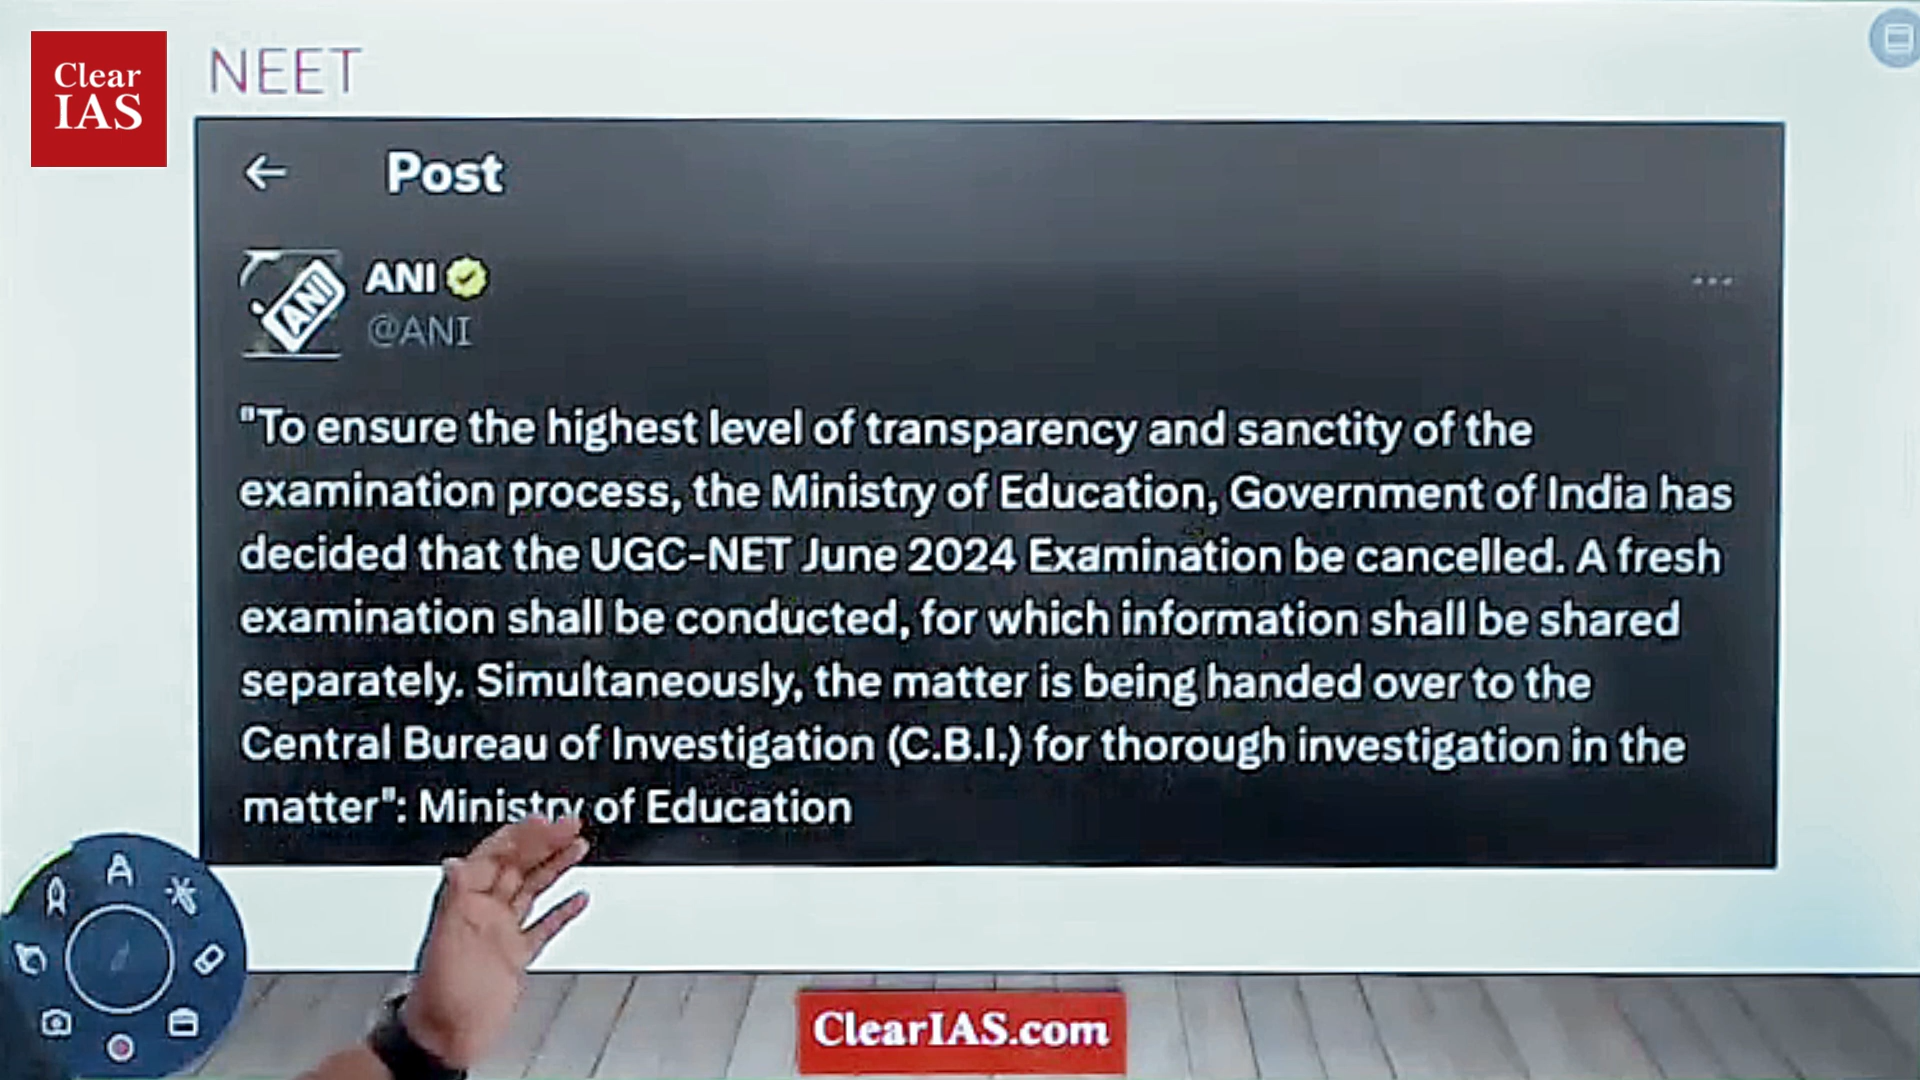 Clear
IAS
NEET
Post
ANI
ANI
@ANI
"To ensure the highest level of transparency and sanctity of the
examination process, the Ministry of Education, Government of India has
decided that the UGC-NET June 2024 Examination be cancelled. A fresh
examination shall be conducted, for which information shall be shared
separately. Simultaneously, the matter is being handed over to the
Central Bureau of Investigation (C.B.I.) for thorough investigation in the
matter": Ministry of Education
ClearIAS.com